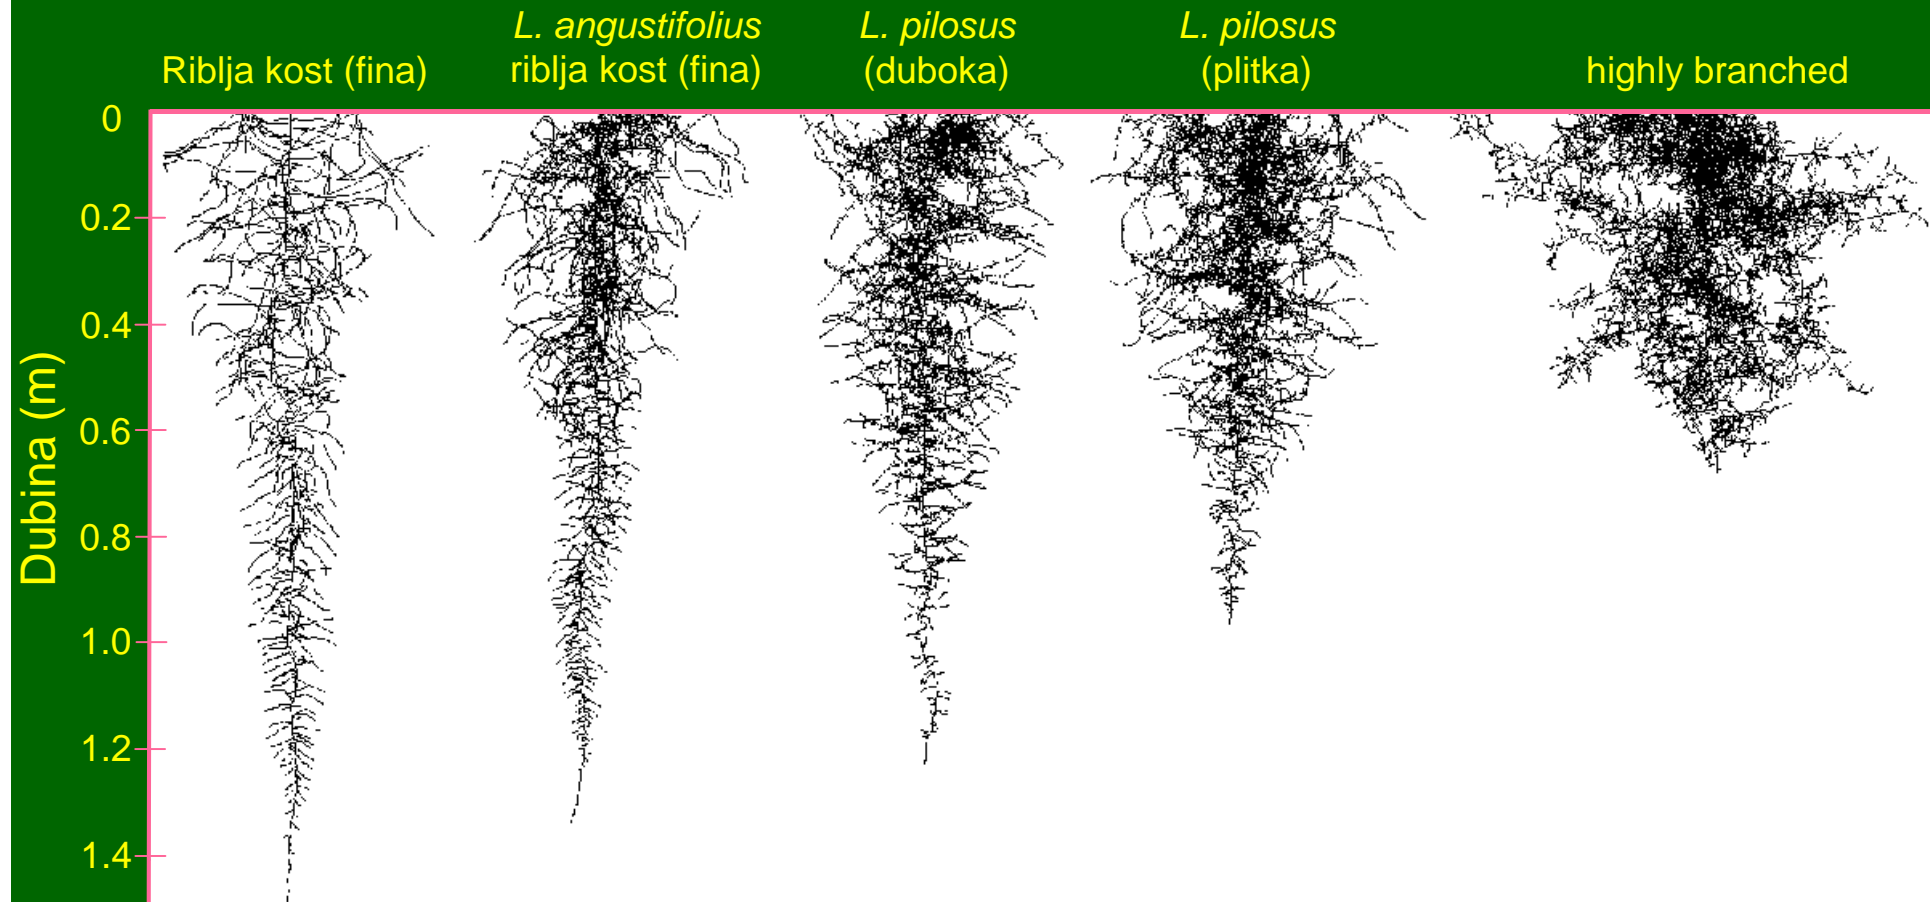 L. angustifolius
L. pilosus
L. pilosus
Riblja kost (fina)
riblja kost (fina)
(duboka)
(plitka)
highly branched
0
0.2
0.4
0.6
0.8
1.0
1.2
1.4
Dubina (m)